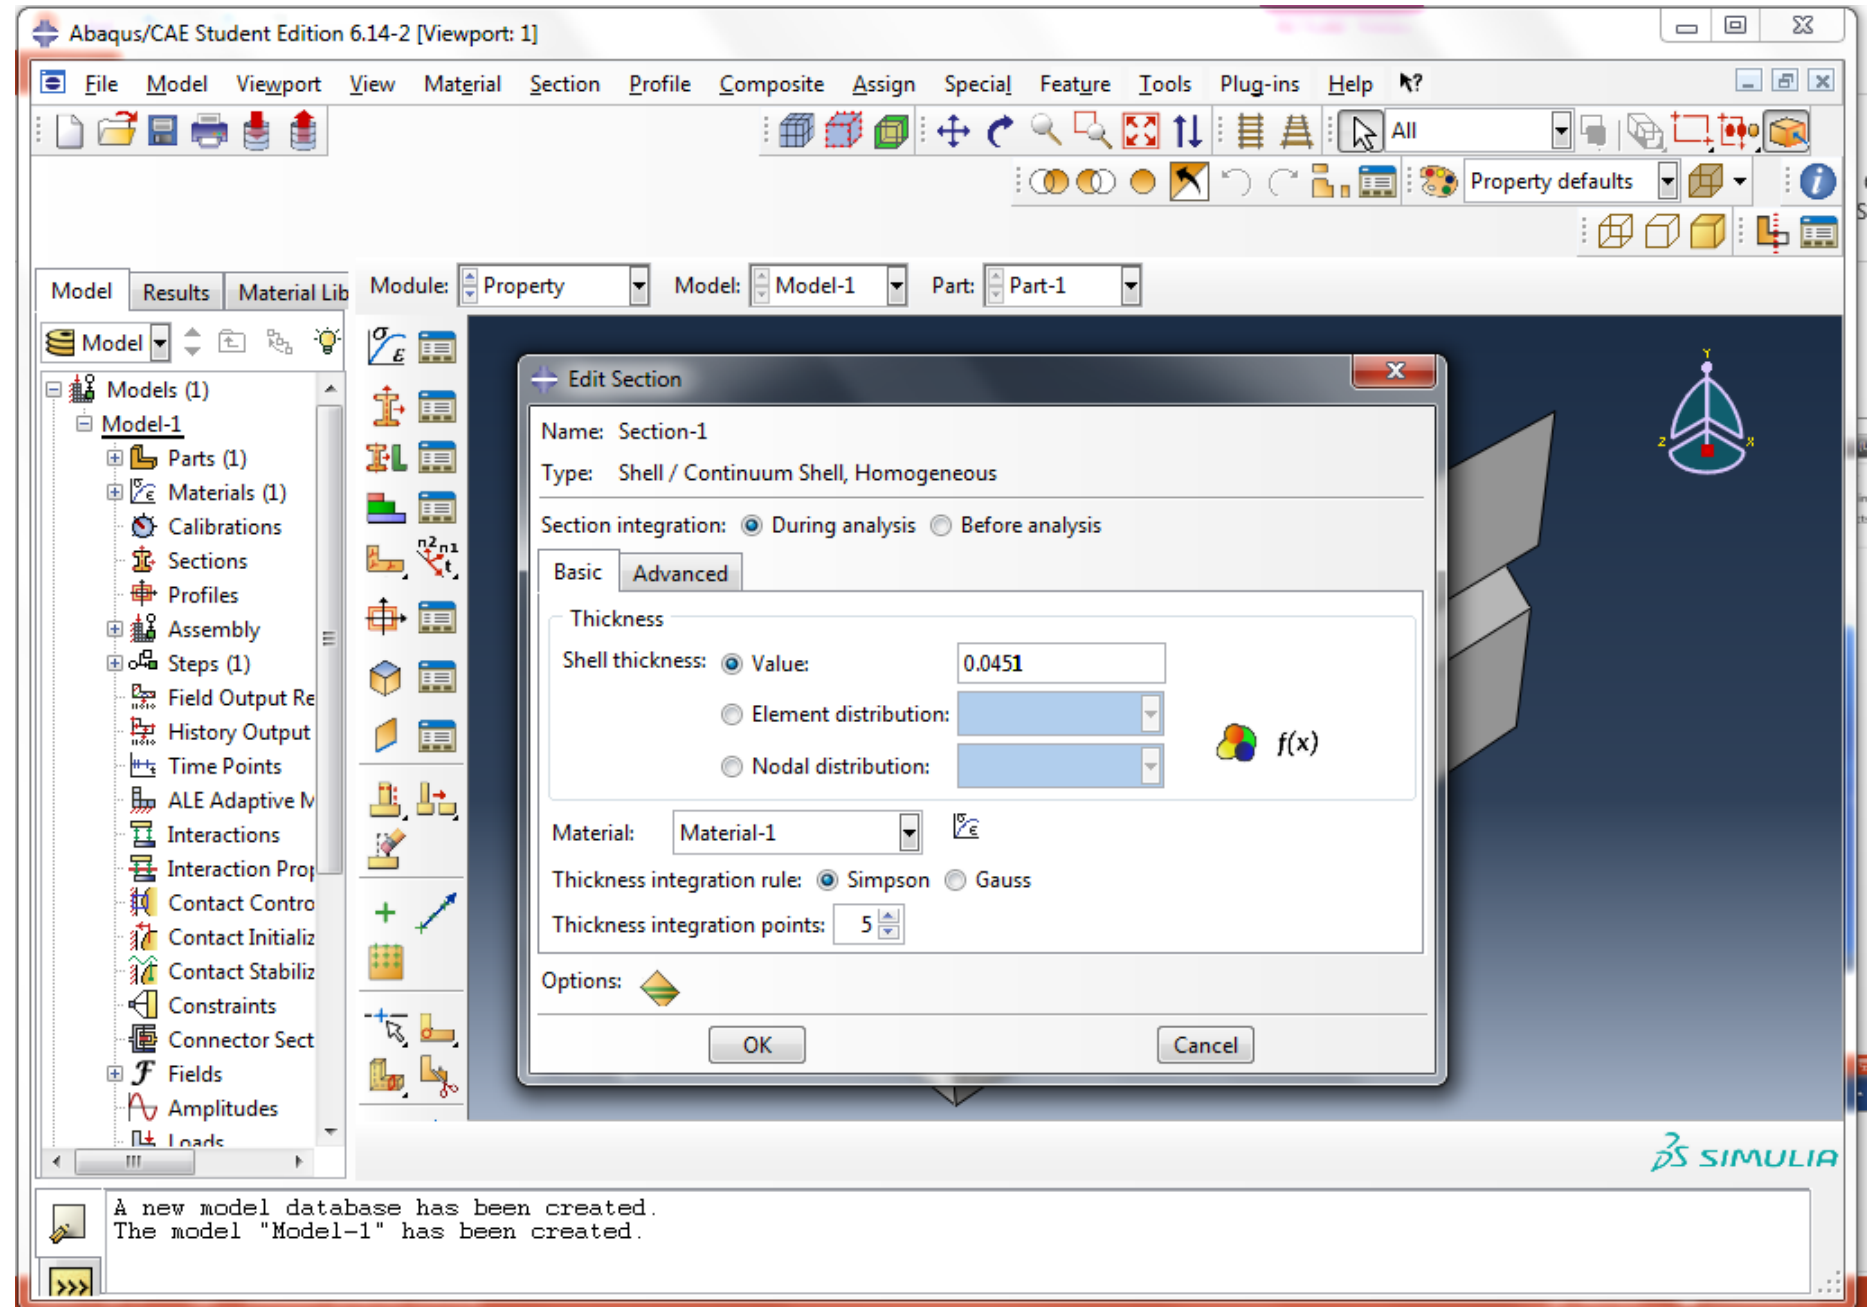 Abaqus/CAE Student Edition 6.14-2 [Viewport: 1]
File Model Viewport View Material Section Profile Composite Assign Special Feature Tools Plug-ins Help ?
All
Property defaults
i
Model Results Material Lib
Module: Property Model: Model-1 Part: Part-1
Model
Models (1)
Model-1
Parts (1)
Materials (1)
Calibrations
Sections
Profiles
Assembly
Steps (1)
Field Output Re
History Output
Time Points
ALE Adaptive M
Interactions
Interaction Prop
Contact Contro
Contact Initializ
Contact Stabiliz
Constraints
Connector Sect
Fields
Amplitudes
Loads
σ ε
n2 n1
t
Edit Section
Name: Section-1
Type: Shell / Continuum Shell, Homogeneous
Section integration: During analysis Before analysis
Basic Advanced
Thickness
Shell thickness: Value: 0.0451
Element distribution:
f(x)
Nodal distribution:
Material: Material-1
Thickness integration rule: Simpson Gauss
Thickness integration points: 5
Options:
OK Cancel
Y
Z X
SIMULIA
A new model database has been created.
The model "Model-1" has been created.
>>>